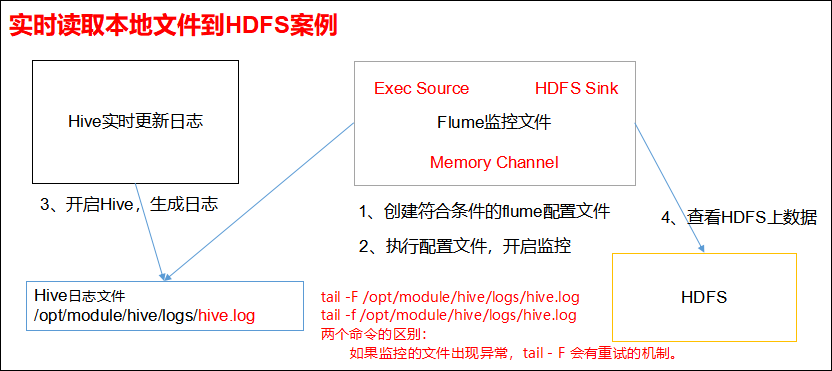 实时读取本地文件到HDFS案例
Hive实时更新日志
Exec Source
HDFS Sink
Flume监控文件
Memory Channel
3、开启Hive，生成日志
1、创建符合条件的flume配置文件
2、执行配置文件，开启监控
4、查看HDFS上数据
Hive日志文件
/opt/module/hive/logs/hive.log
tail -F /opt/module/hive/logs/hive.log
tail -f /opt/module/hive/logs/hive.log
两个命令的区别：
如果监控的文件出现异常，tail - F 会有重试的机制。
HDFS